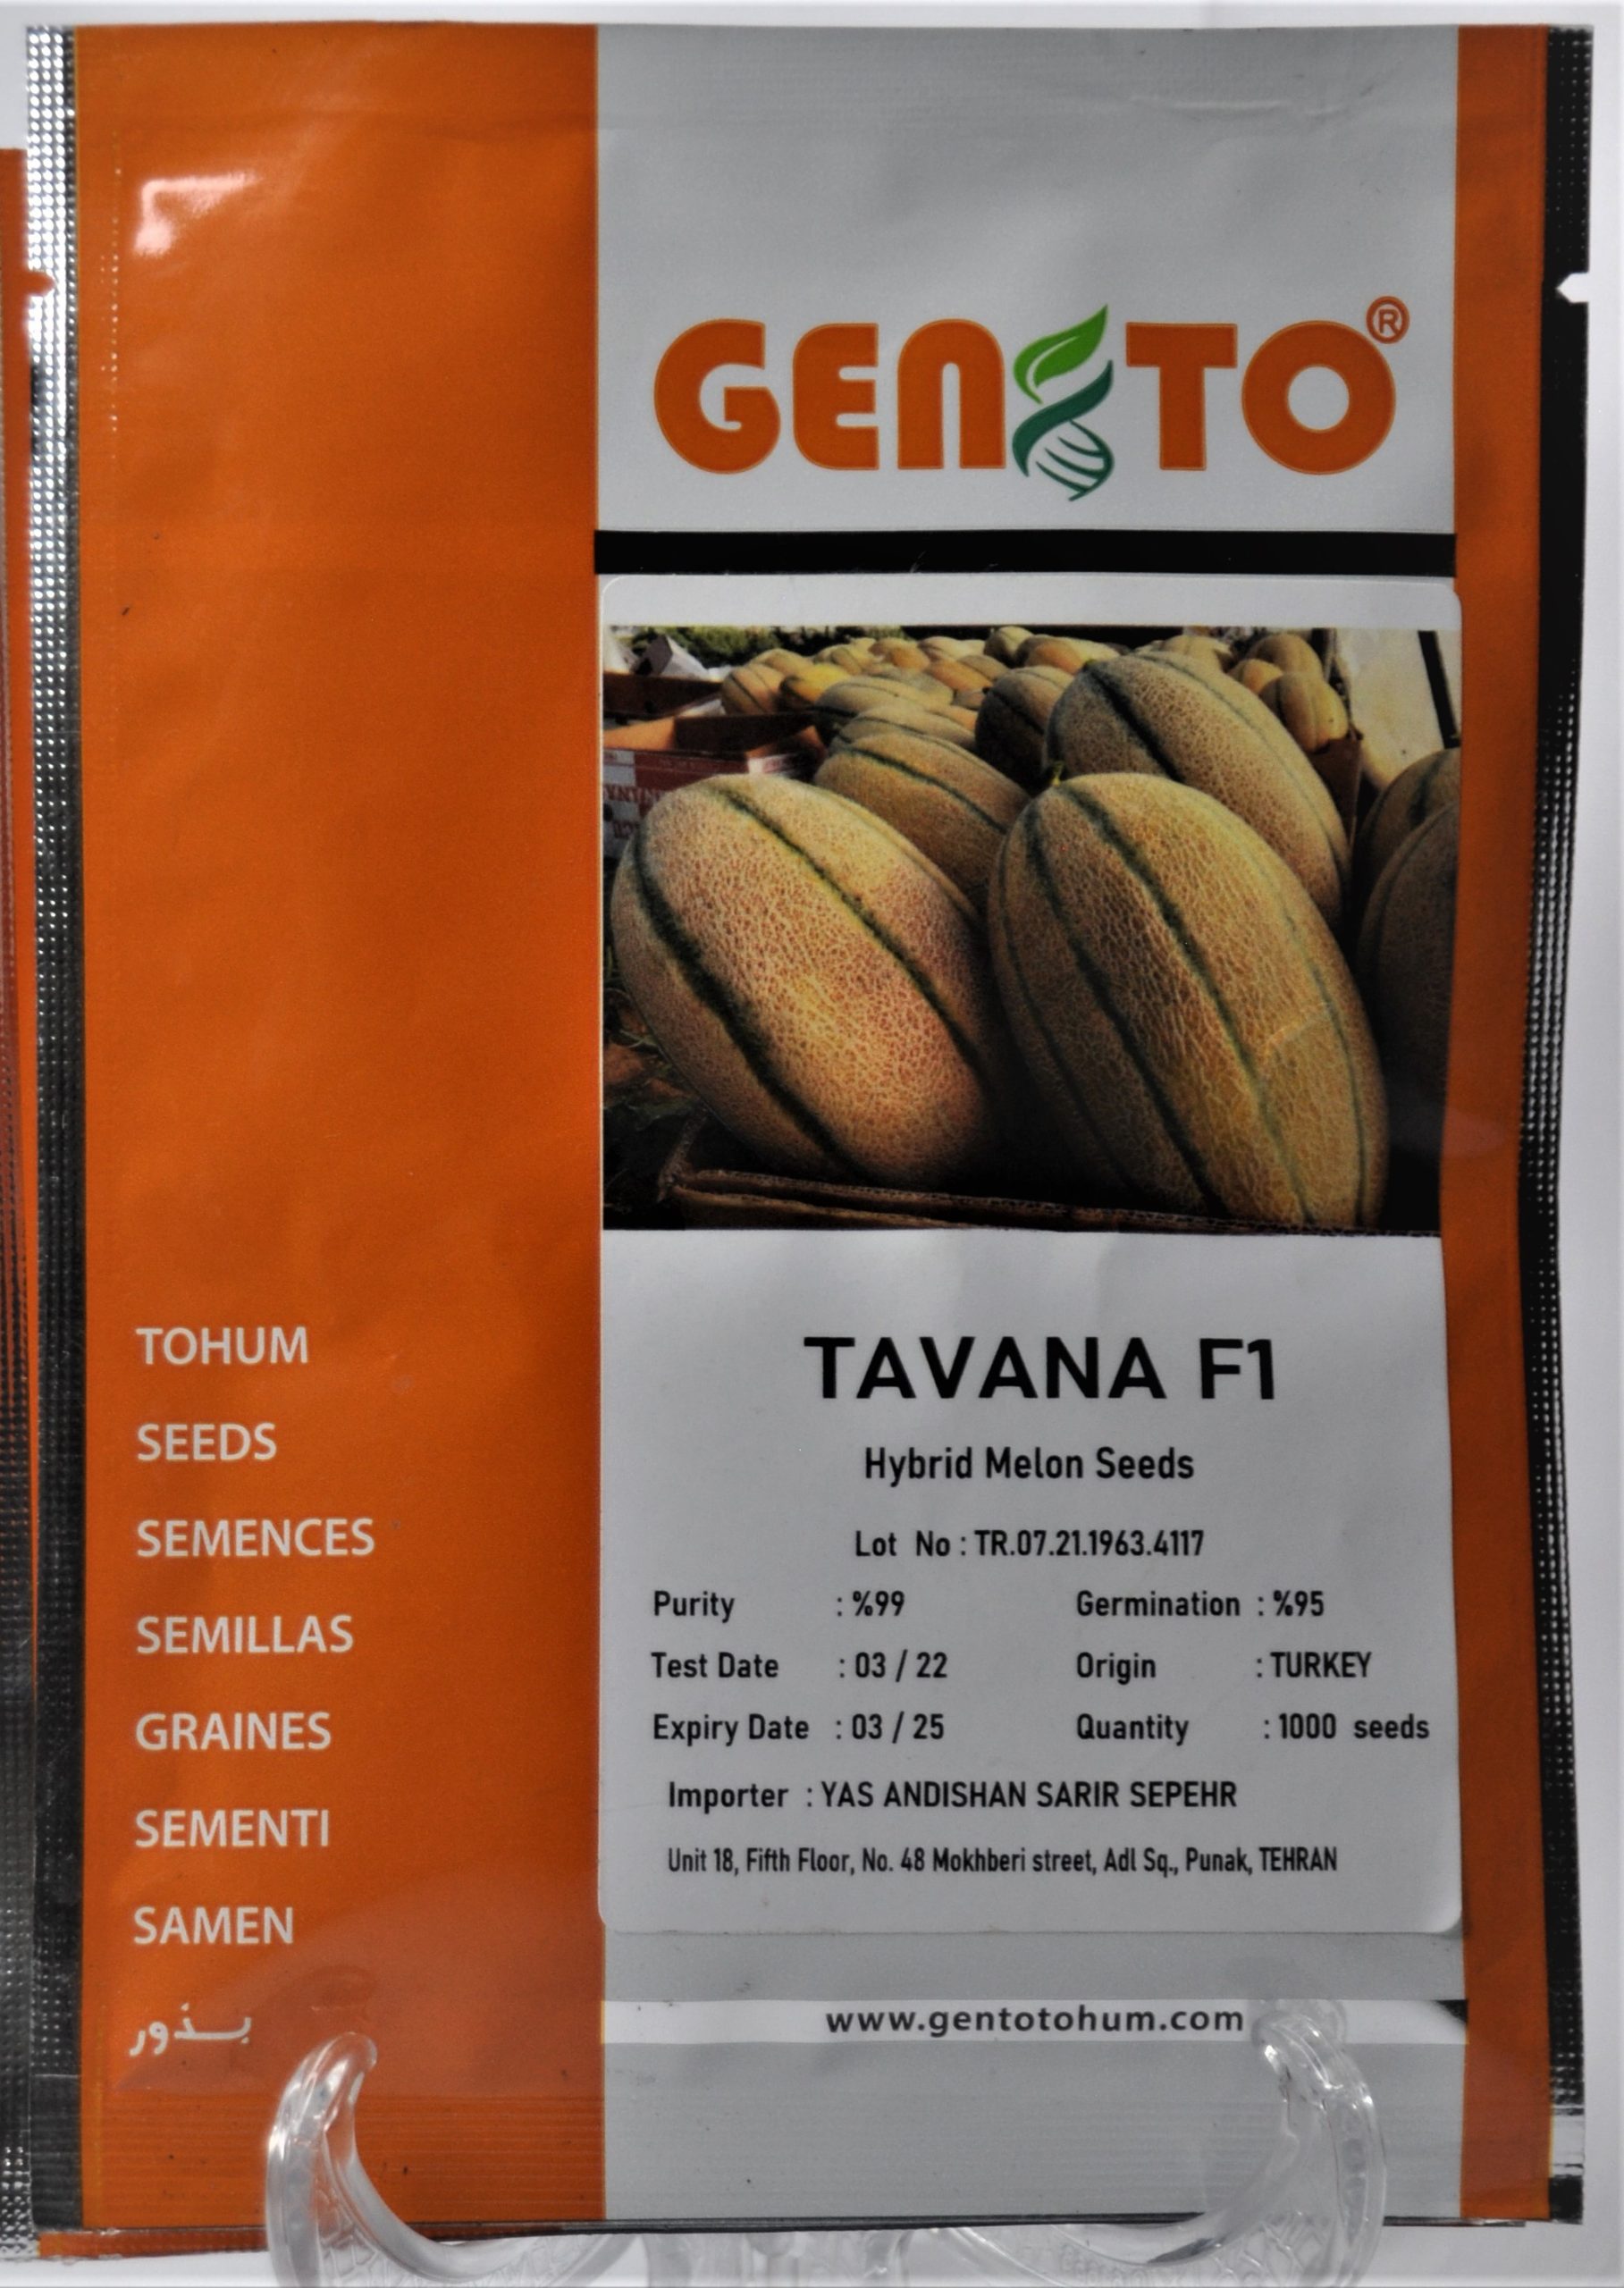 GENTO®
TAVANA F1
Hybrid Melon Seeds
Lot No : TR.07.21.1963.4117
Purity : %99 Germination : %95
Test Date : 03 / 22 Origin : TURKEY
Expiry Date : 03 / 25 Quantity : 1000 seeds
Importer : YAS ANDISHAN SARIR SEPEHR
Unit 18, Fifth Floor, No. 48 Mokhberi street, Adl Sq., Punak, TEHRAN
www.gentotohum.com
TOHUM
SEEDS
SEMENCES
SEMILLAS
GRAINES
SEMENTI
SAMEN
بـــذور